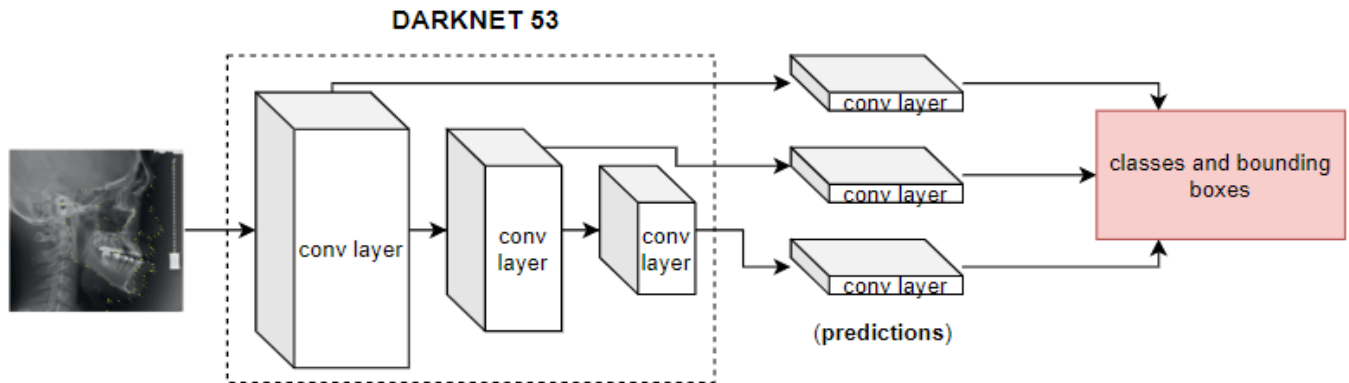 DARKNET 53
conv layer
conv
layer
conv
layer
conv layer
conv layer
conv layer
(predictions)
classes and bounding
boxes